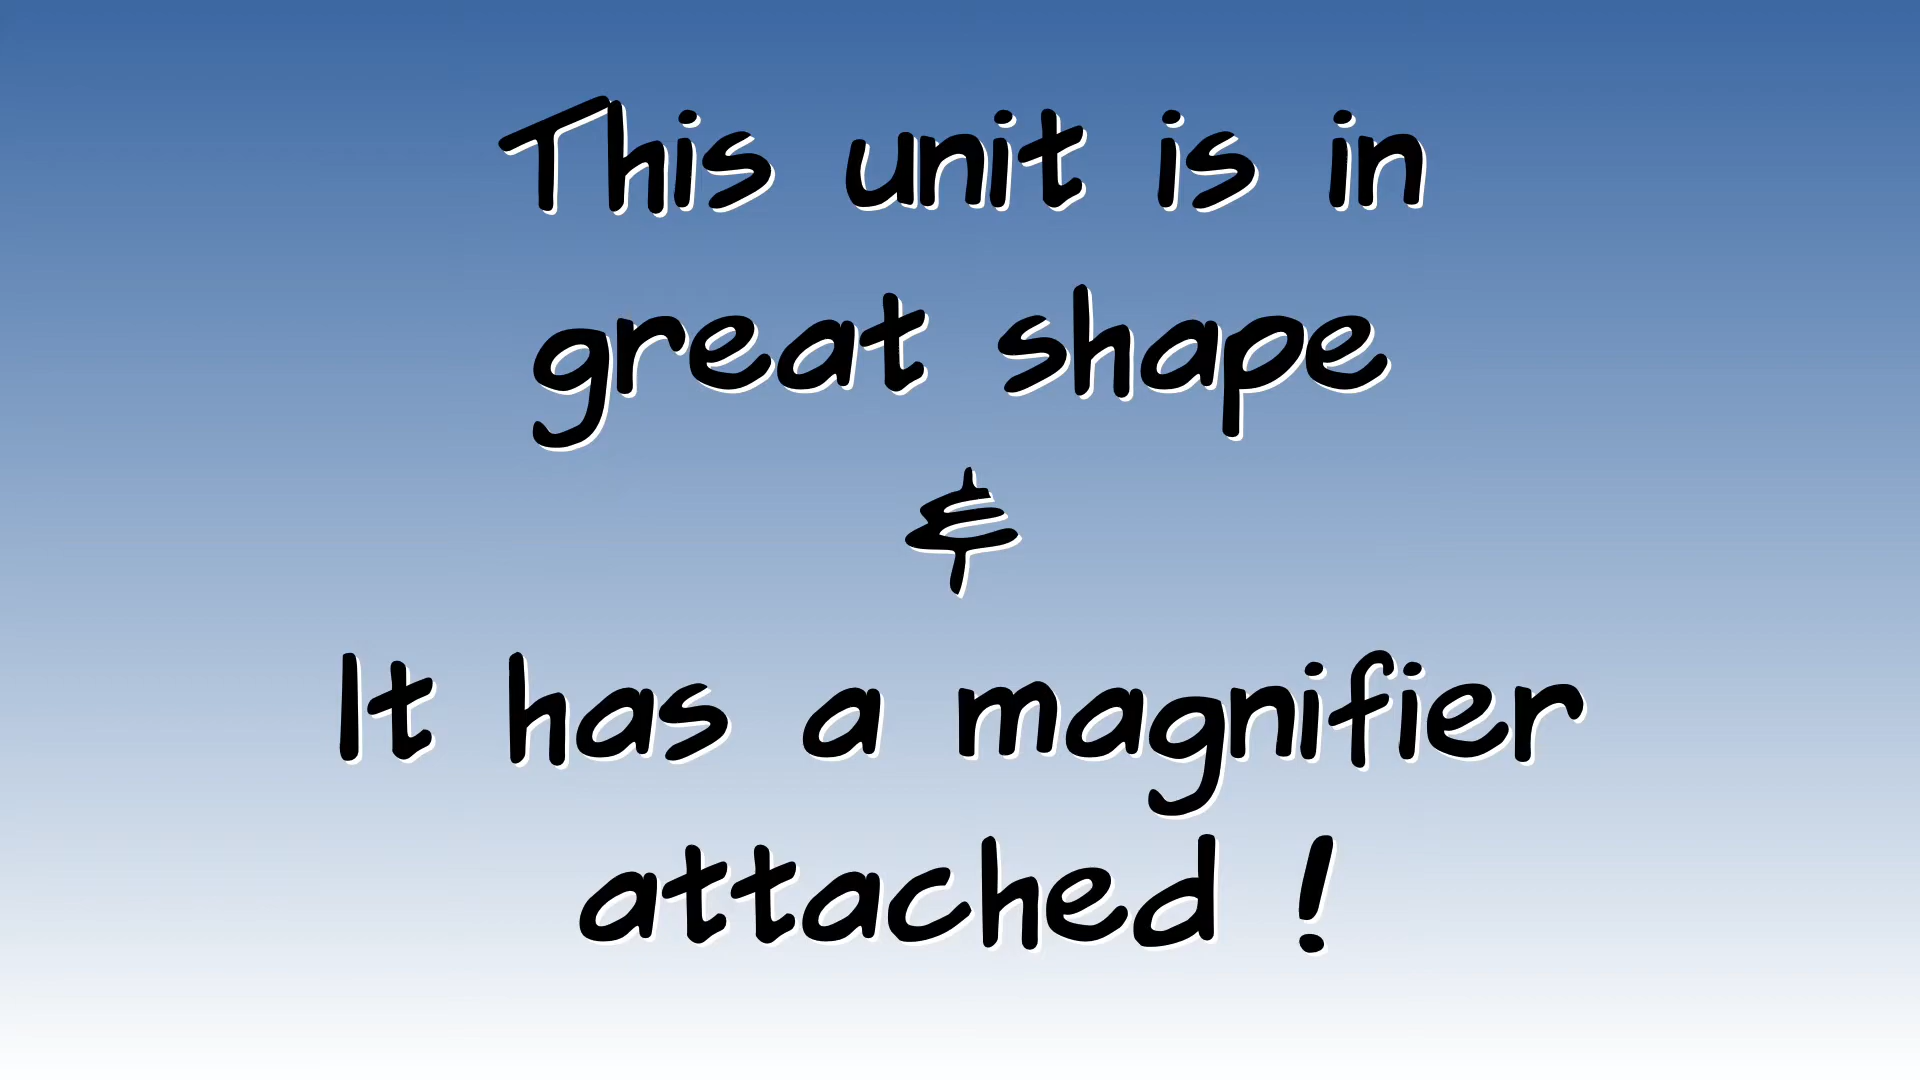 This unit is in
great shape
&
It has a magnifier
attached !